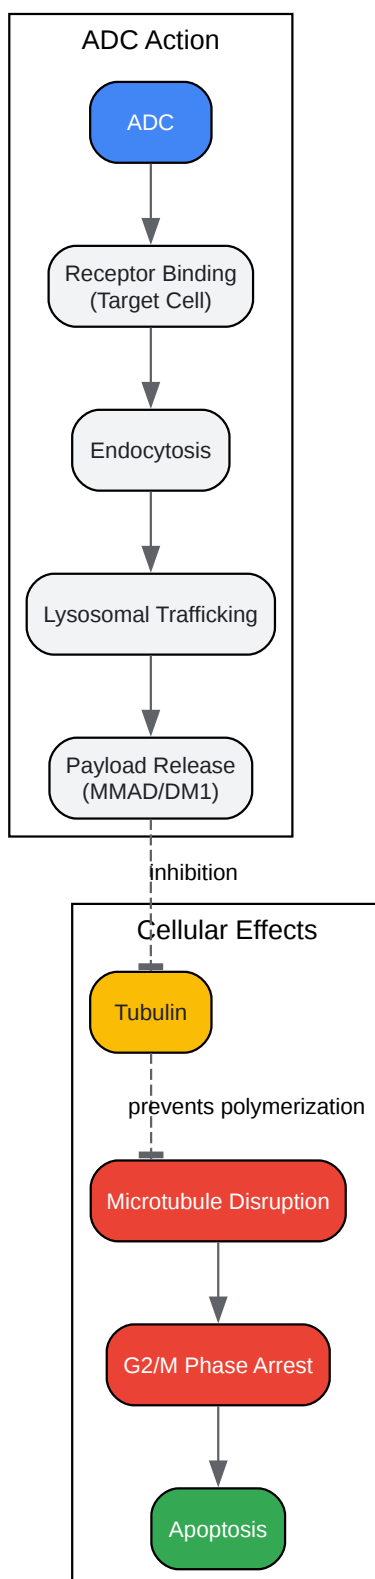 ADC Action
ADC
Receptor Binding
(Target Cell)
Endocytosis
Lysosomal Trafficking
Payload Release
(MMAD/DM1)
inhibition
Cellular Effects
Tubulin
prevents polymerization
Microtubule Disruption
G2/M Phase Arrest
Apoptosis